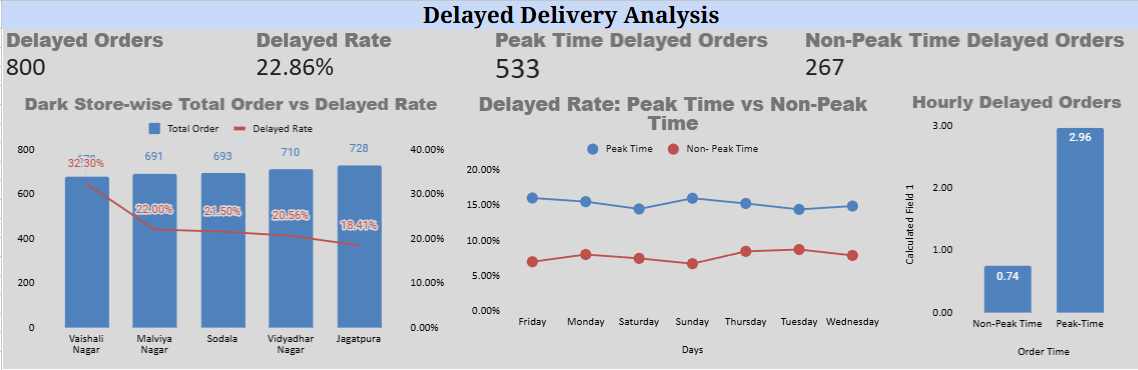 Delayed Delivery Analysis
Delayed Orders
800
Delayed Rate
22.86%
Peak Time Delayed Orders
533
Non-Peak Time Delayed Orders
267
Dark Store-wise Total Order vs Delayed Rate
Total Order
Delayed Rate
800
600
400
200
0
32.30%
691
693
710
728
22.00%
21.50%
20.56%
18.41%
40.00%
30.00%
20.00%
10.00%
0.00%
Vaishali
Nagar
Malviya
Nagar
Sodala
Vidyadhar
Nagar
Jagatpura
Delayed Rate: Peak Time vs Non-Peak
Time
Peak Time
Non- Peak Time
20.00%
15.00%
10.00%
5.00%
0.00%
Friday
Monday
Saturday
Sunday
Thursday
Tuesday
Wednesday
Days
Hourly Delayed Orders
Calculated Field 1
3.00
2.00
1.00
0.00
0.74
2.96
Non-Peak Time
Peak-Time
Order Time